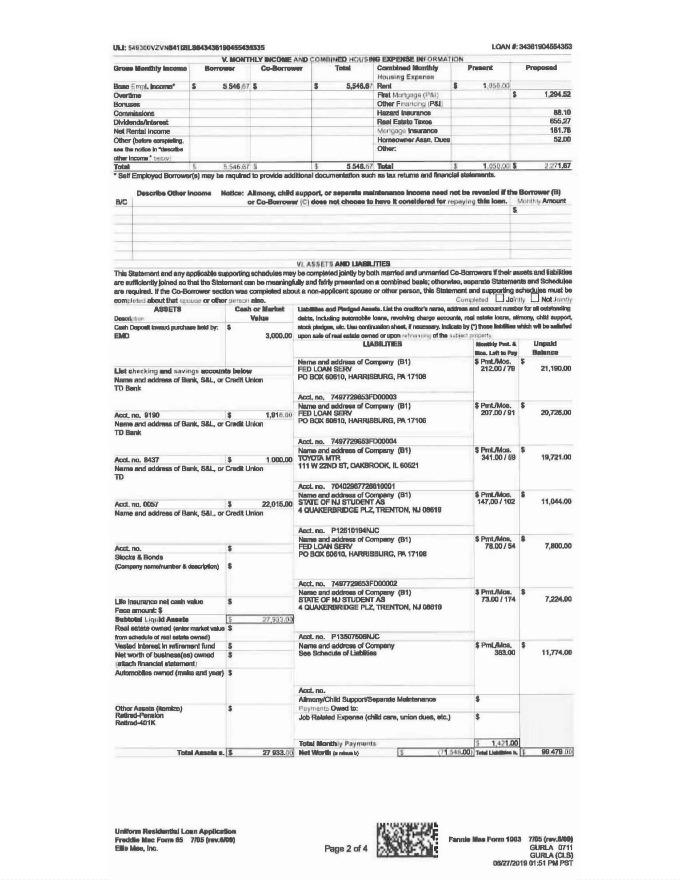 ULI: 549300VZVN841I2LS84343619045543S335
LOAN #: 34361904554353
V. MONTHLY INCOME AND COMBINED HOUSING EXPENSE INFORMATION
Gross Monthly Income Borrower Co-Borrower Total Combined Monthly Housing Expense Present Proposed
Base Empl. Income* $ 5,546.67 $ $ 5,546.67 Rent $ 1,050.00
Overtime First Mortgage (P&I) $ 1,294.52
Bonuses Other Financing (P&I)
Commissions Hazard Insurance 88.10
Dividends/Interest Real Estate Taxes 655.27
Net Rental Income Mortgage Insurance 181.78
Other (before completing, Homeowner Assn. Dues 52.00
see the notice in "describe Other:
other income," below)
Total $ 5,546.67 $ $ 5,546.67 Total $ 1,050.00 $ 2,271.67
* Self Employed Borrower(s) may be required to provide additional documentation such as tax returns and financial statements.
Describe Other Income Notice: Alimony, child support, or separate maintenance income need not be revealed if the Borrower (B)
B/C or Co-Borrower (C) does not choose to have it considered for repaying this loan. Monthly Amount
$
VI. ASSETS AND LIABILITIES
This Statement and any applicable supporting schedules may be completed jointly by both married and unmarried Co-Borrowers if their assets and liabilities
are sufficiently joined so that the Statement can be meaningfully and fairly presented on a combined basis; otherwise, separate Statements and Schedules
are required. If the Co-Borrower section was completed about a non-applicant spouse or other person, this Statement and supporting schedules must be
completed about that spouse or other person also. Completed Jointly Not Jointly
ASSETS Cash or Market Value
Description
Cash Deposit toward purchase held by: $
EMD 3,000.00
Liabilities and Pledged Assets. List the creditor's name, address and account number for all outstanding
debts, including automobile loans, revolving charge accounts, real estate loans, alimony, child support,
stock pledges, etc. Use continuation sheet, if necessary. Indicate by (*) those liabilities which will be satisfied
upon sale of real estate owned or upon refinancing of the subject property.
LIABILITIES Monthly Pmt. & Mos. Left to Pay Unpaid Balance
List checking and savings accounts below
Name and address of Bank, S&L, or Credit Union
TD Bank
Acct. no. 9190 $ 1,918.00
Name and address of Bank, S&L, or Credit Union
TD Bank
Acct. no. 8437 $ 1,000.00
Name and address of Bank, S&L, or Credit Union
TD
Acct. no. 0057 $ 22,015.00
Name and address of Bank, S&L, or Credit Union
Acct. no. $
Stocks & Bonds $
(Company name/number & description)
Life insurance net cash value $
Face amount: $
Subtotal Liquid Assets $ 27,933.00
Real estate owned (enter market value $
from schedule of real estate owned)
Vested interest in retirement fund $
Net worth of business(es) owned $
(attach financial statement)
Automobiles owned (make and year) $
Other Assets (itemize) $
Retired-Pension
Retired-401K
Total Assets a. $ 27,933.00
Name and address of Company (B1) $ Pmt./Mos. $
FED LOAN SERV 212.00 / 79 21,190.00
PO BOX 60610, HARRISBURG, PA 17106
Acct. no. 7497729653FD00003
Name and address of Company (B1) $ Pmt./Mos. $
FED LOAN SERV 207.00 / 91 20,726.00
PO BOX 60610, HARRISBURG, PA 17106
Acct. no. 7497729653FD00004
Name and address of Company (B1) $ Pmt./Mos. $
TOYOTA MTR 341.00 / 59 19,721.00
111 W 22ND ST, OAKBROOK, IL 60521
Acct. no. 70402967726610001
Name and address of Company (B1) $ Pmt./Mos. $
STATE OF NJ STUDENT AS 147.00 / 102 11,044.00
4 QUAKERBRIDGE PLZ, TRENTON, NJ 08619
Acct. no. P12610194NJC
Name and address of Company (B1) $ Pmt./Mos. $
FED LOAN SERV 78.00 / 54 7,800.00
PO BOX 60610, HARRISBURG, PA 17106
Acct. no. 7497729653FD00002
Name and address of Company (B1) $ Pmt./Mos. $
STATE OF NJ STUDENT AS 73.00 / 174 7,224.00
4 QUAKERBRIDGE PLZ, TRENTON, NJ 08619
Acct. no. P13507506NJC
Name and address of Company $ Pmt./Mos. $
See Schedule of Liabilities 363.00 11,774.00
Acct. no.
Alimony/Child Support/Separate Maintenance $
Payments Owed to:
Job Related Expense (child care, union dues, etc.) $
Total Monthly Payments $ 1,421.00
Net Worth (a minus b) $ (71,546.00) Total Liabilities b. $ 99,479.00
Uniform Residential Loan Application
Freddie Mac Form 65 7/05 (rev.6/09)
Ellie Mae, Inc.
Page 2 of 4
Fannie Mae Form 1003 7/05 (rev.6/09)
GURLA 0711
GURLA (CLS)
06/27/2019 01:51 PM PST